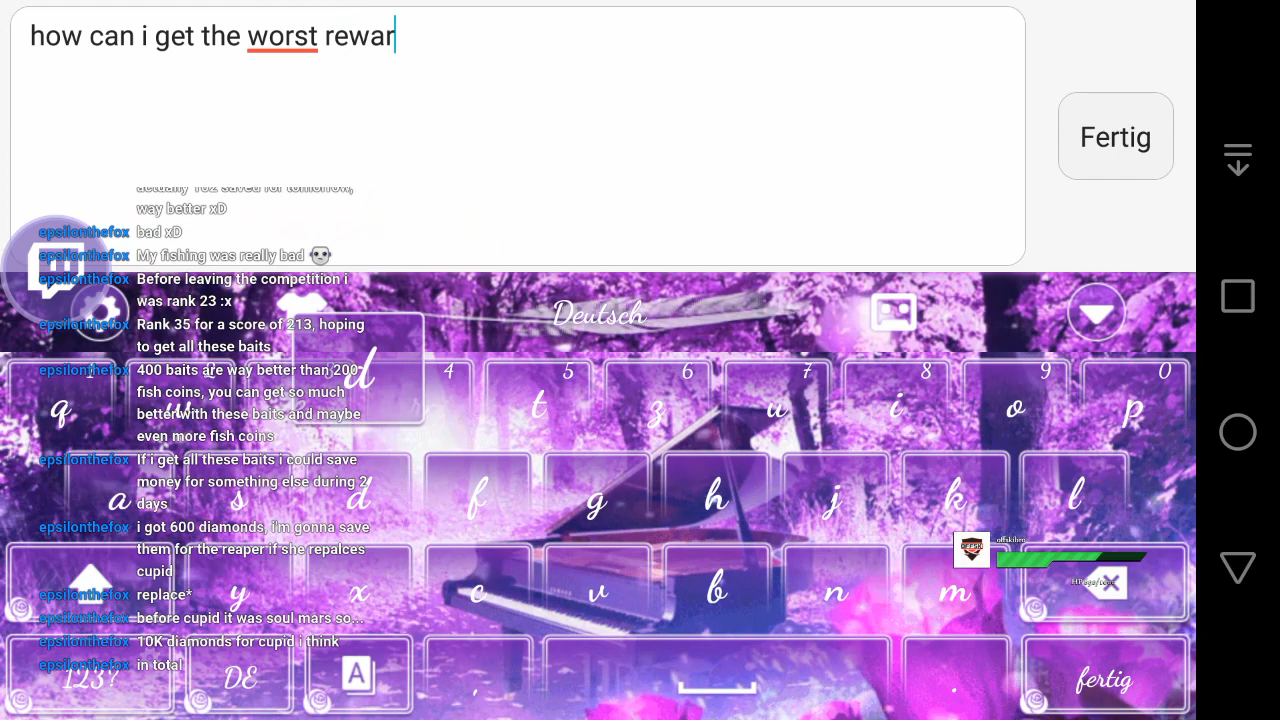 how can i get the worst rewar
Fertig
way better xD
epsilonthefox bad xD
epsilonthefox My fishing was really bad
epsilonthefox Before leaving the competition i
was rank 23 :x
epsilonthefox Rank 35 for a score of 213, hoping
to get all these baits
epsilonthefox 400 baits are way better than 200
fish coins, you can get so much
better with these baits and maybe
even more fish coins
epsilonthefox If i get all these baits i could save
money for something else during 2
days
epsilonthefox i got 600 diamonds, i'm gonna save
them for the reaper if she repalces
cupid
epsilonthefox replace*
epsilonthefox before cupid it was soul mars so...
epsilonthefox 10K diamonds for cupid i think
epsilonthefox in total
Deutsch
d
1 4 5 6 7 8 9 0
q w t z u i o p
a s d f g h j k l
offskiben
OFFSKI
y x c v b n m
123? DE A , . fertig